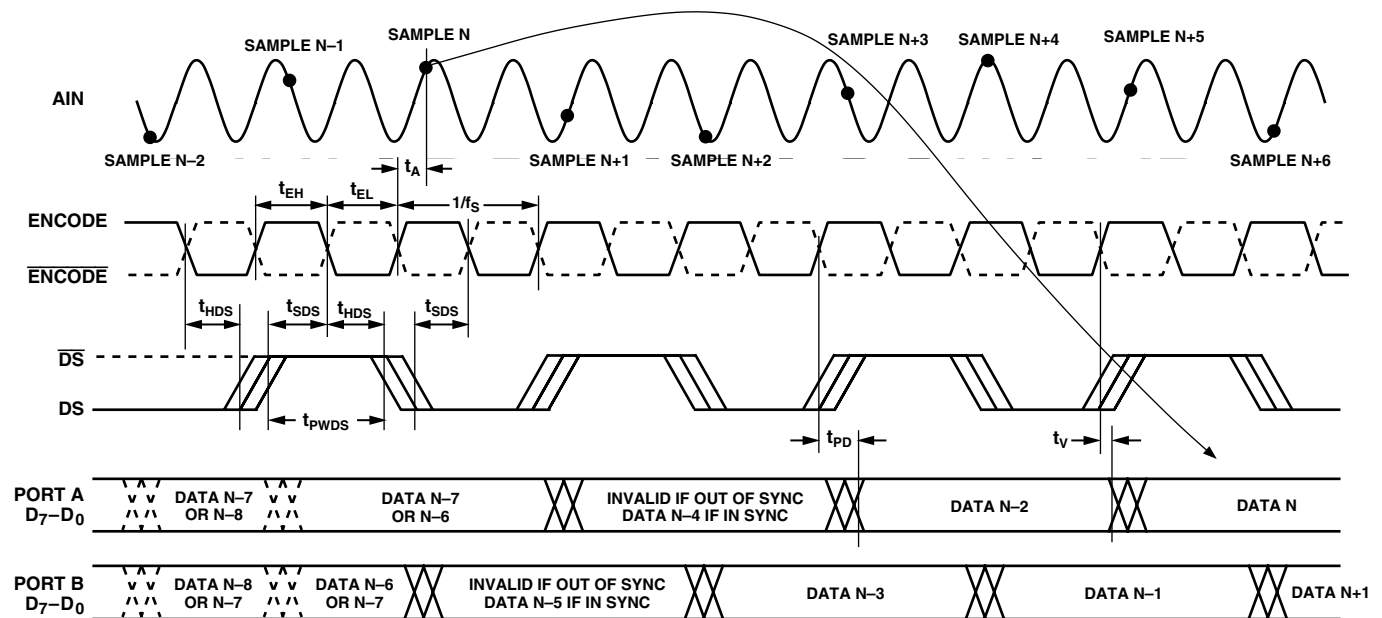 SAMPLE N–1
SAMPLE N
SAMPLE N+3
SAMPLE N+4
SAMPLE N+5
AIN
SAMPLE N–2
SAMPLE N+1
SAMPLE N+2
SAMPLE N+6
tA
tEH
tEL
1/fS
ENCODE
ENCODE
tHDS
tSDS
tHDS
tSDS
DS
DS
tPWDS
tPD
tV
PORT A
D7–D0
DATA N–7
OR N–8
DATA N–7
OR N–6
INVALID IF OUT OF SYNC
DATA N–4 IF IN SYNC
DATA N–2
DATA N
PORT B
D7–D0
DATA N–8
OR N–7
DATA N–6
OR N–7
INVALID IF OUT OF SYNC
DATA N–5 IF IN SYNC
DATA N–3
DATA N–1
DATA N+1